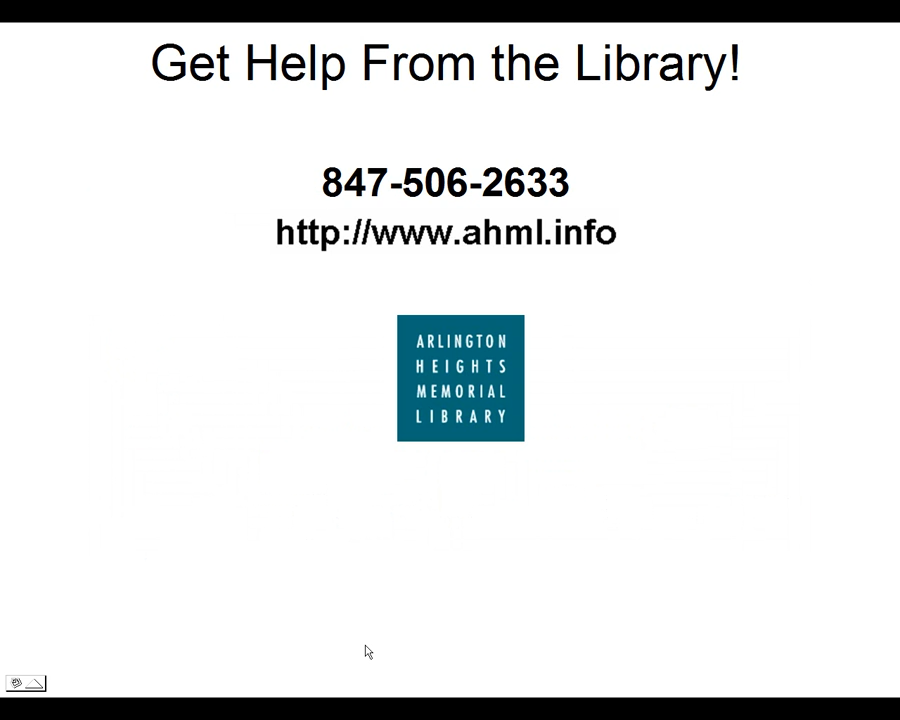 Get Help From the Library!
847-506-2633
http://www.ahml.info
ARLINGTON
HEIGHTS
MEMORIAL
LIBRARY